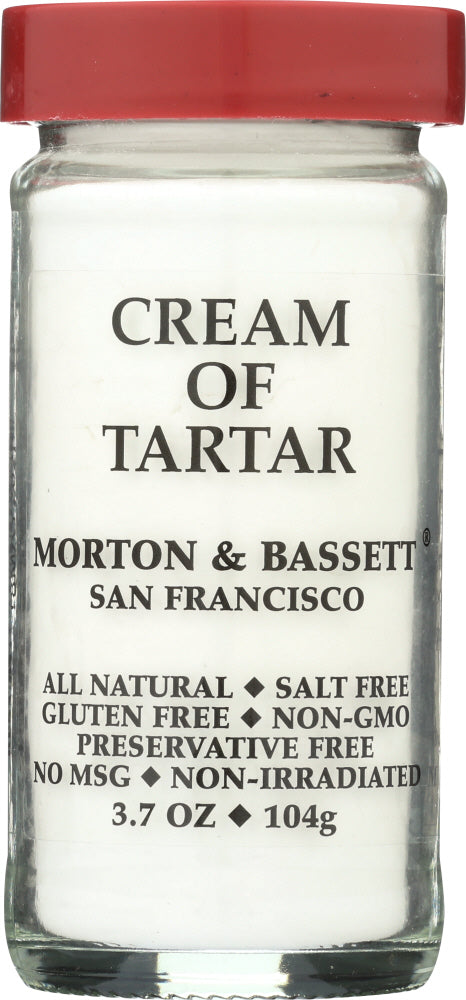 CREAM
OF
TARTAR
MORTON & BASSETT®
SAN FRANCISCO
ALL NATURAL ◆ SALT FREE
GLUTEN FREE ◆ NON-GMO
PRESERVATIVE FREE
NO MSG ◆ NON-IRRADIATED
3.7 OZ ◆ 104g